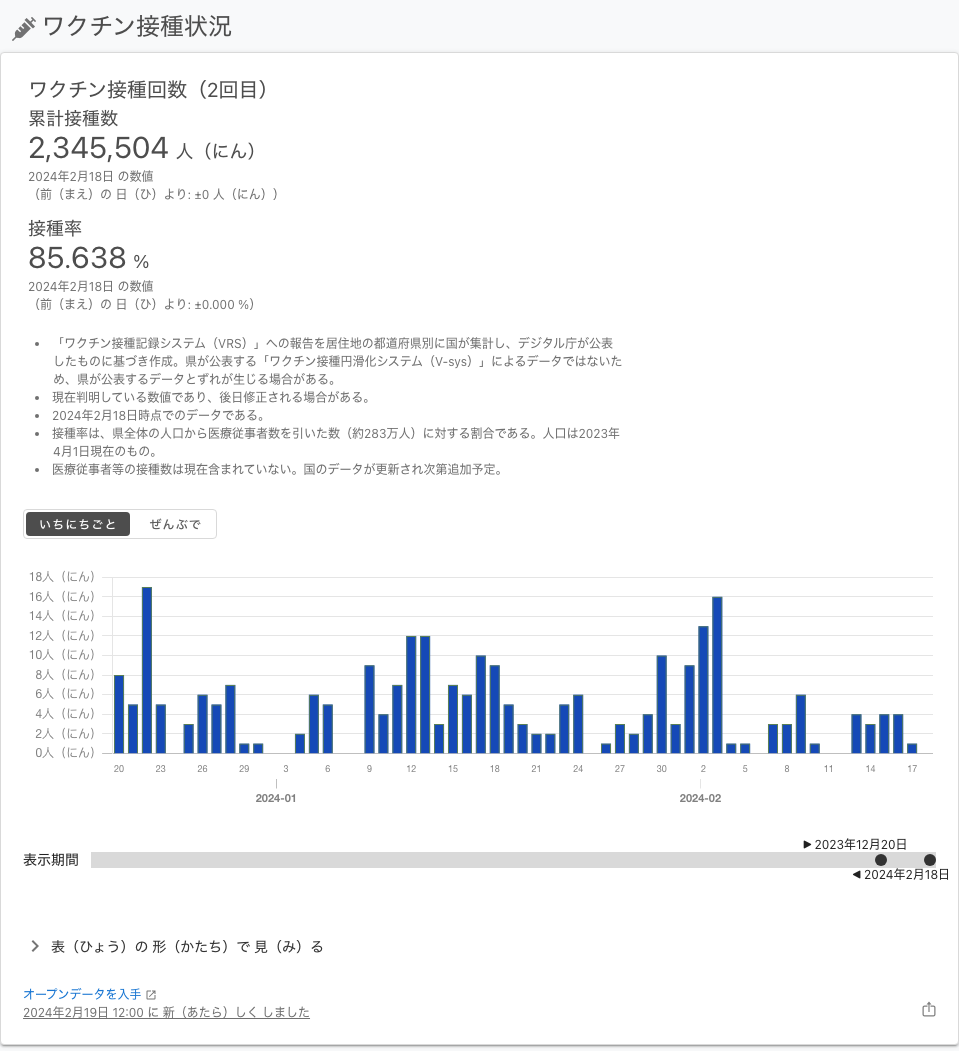 ワクチン接種状況
ワクチン接種回数（2回目）
累計接種数
2,345,504 人（にん）
2024年2月18日 の数値
（前（まえ）の 日（ひ）より: ±0 人（にん））
接種率
85.638 %
2024年2月18日 の数値
（前（まえ）の 日（ひ）より: ±0.000 %）
• 「ワクチン接種記録システム（VRS）」への報告を居住地の都道府県別に国が集計し、デジタル庁が公表
したものに基づき作成。県が公表する「ワクチン接種円滑化システム（V-sys）」によるデータではないた
め、県が公表するデータとずれが生じる場合がある。
• 現在判明している数値であり、後日修正される場合がある。
• 2024年2月18日時点でのデータである。
• 接種率は、県全体の人口から医療従事者数を引いた数（約283万人）に対する割合である。人口は2023年
4月1日現在のもの。
• 医療従事者等の接種数は現在含まれていない。国のデータが更新され次第追加予定。
いちにちごと ぜんぶで
18人（にん）
16人（にん）
14人（にん）
12人（にん）
10人（にん）
8人（にん）
6人（にん）
4人（にん）
2人（にん）
0人（にん）
20 23 26 29 3 6 9 12 15 18 21 24 27 30 2 5 8 11 14 17
2024-01 2024-02
2023年12月20日
表示期間
2024年2月18日
表（ひょう）の 形（かたち）で 見（み）る
オープンデータを入手
2024年2月19日 12:00 に 新（あたら）しく しました